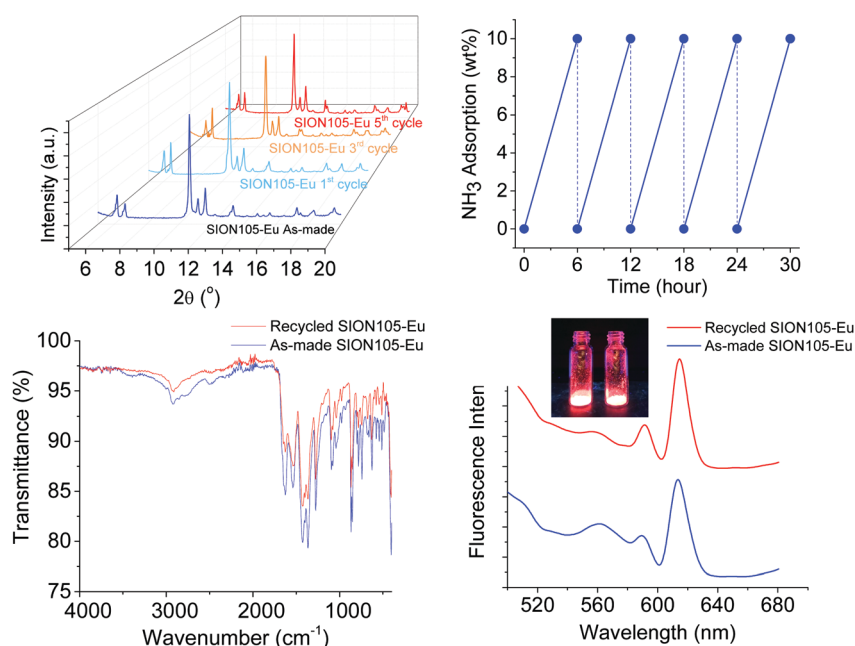 Intensity (a.u.)
SION105-Eu 5th cycle
SION105-Eu 3rd cycle
SION105-Eu 1st cycle
SION105-Eu As-made
6 8 10 12 14 16 18 20
2θ (°)
NH3 Adsorption (wt%)
10
8
6
4
2
0
0 6 12 18 24 30
Time (hour)
Transmittance (%)
100
95
90
85
80
75
Recycled SION105-Eu
As-made SION105-Eu
4000 3000 2000 1000
Wavenumber (cm-1)
Fluorescence Inten
Recycled SION105-Eu
As-made SION105-Eu
520 560 600 640 680
Wavelength (nm)